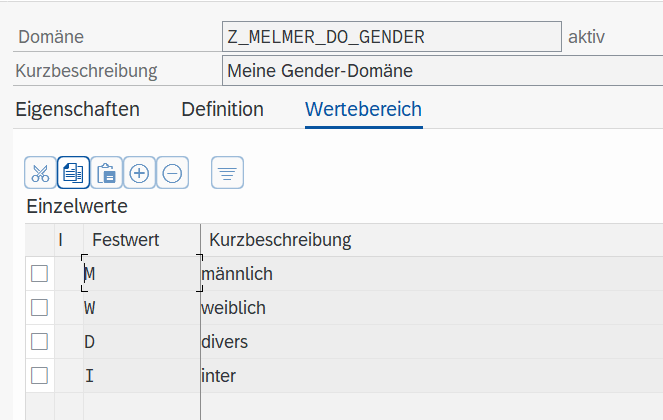 Domäne Z_MELMER_DO_GENDER aktiv
Kurzbeschreibung Meine Gender-Domäne
Eigenschaften Definition Wertebereich
Einzelwerte
I Festwert Kurzbeschreibung
M männlich
W weiblich
D divers
I inter